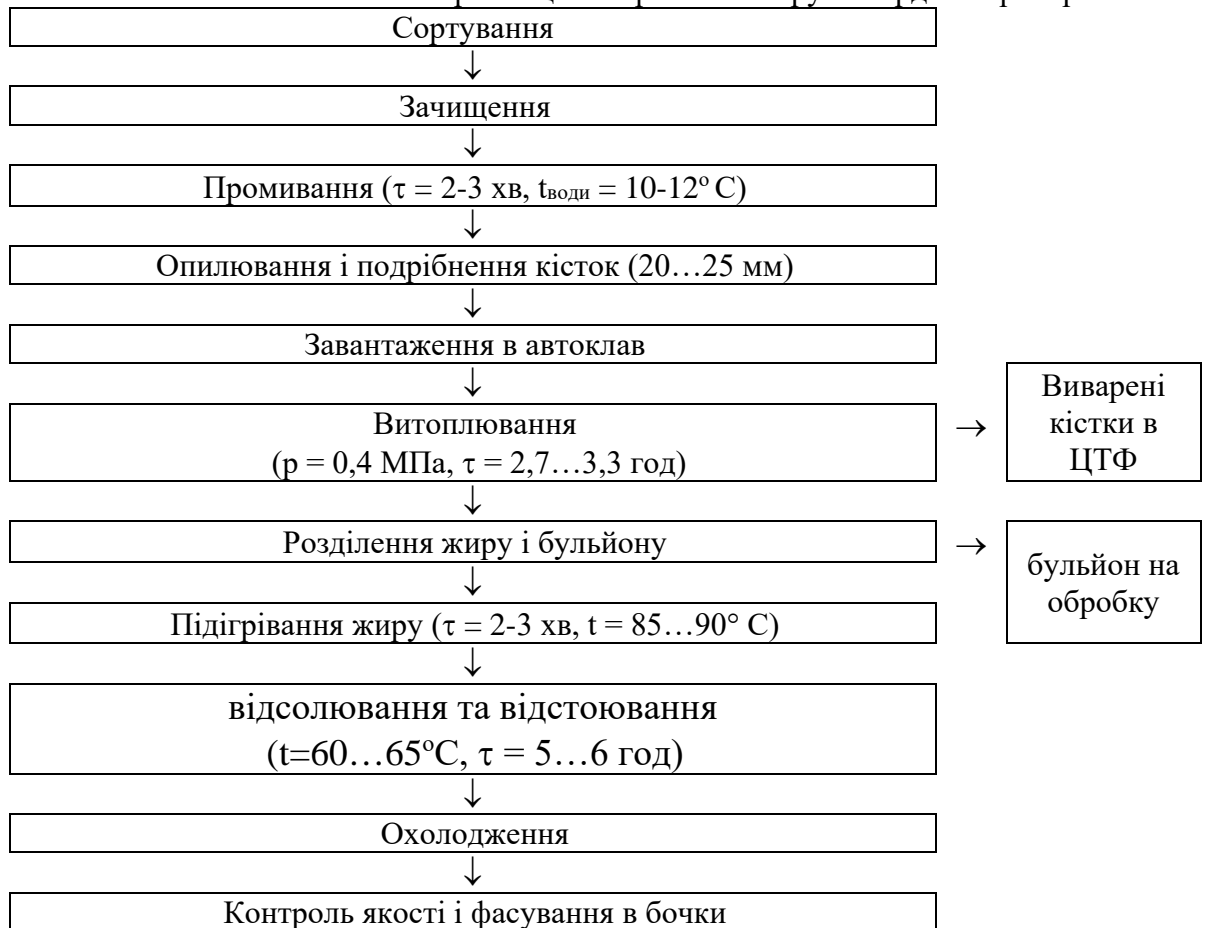 Сортування
↓
Зачищення
↓
Промивання (τ = 2-3 хв, tводи = 10-12º С)
↓
Опилювання і подрібнення кісток (20…25 мм)
↓
Завантаження в автоклав
↓
Витоплювання
(р = 0,4 МПа, τ = 2,7…3,3 год)
→
Виварені
кістки в
ЦТФ
↓
Розділення жиру і бульйону
→
бульйон на
обробку
↓
Підігрівання жиру (τ = 2-3 хв, t = 85…90° С)
↓
відсолювання та відстоювання
(t=60…65ºС, τ = 5…6 год)
↓
Охолодження
↓
Контроль якості і фасування в бочки